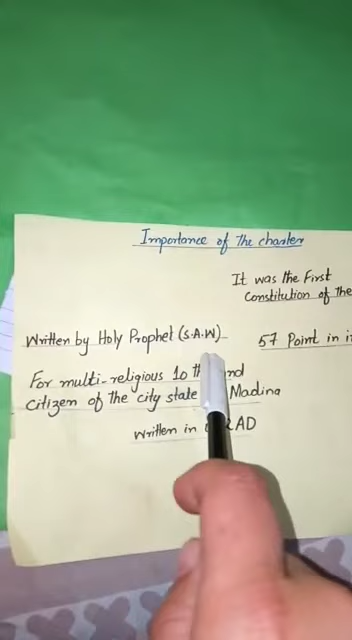 Importance of the charter
It was the First
Constitution of the
Written by Holy Prophet (S.A.W)
57 Point in
For multi-religious 10
citizen of the city state Madina
written in AD